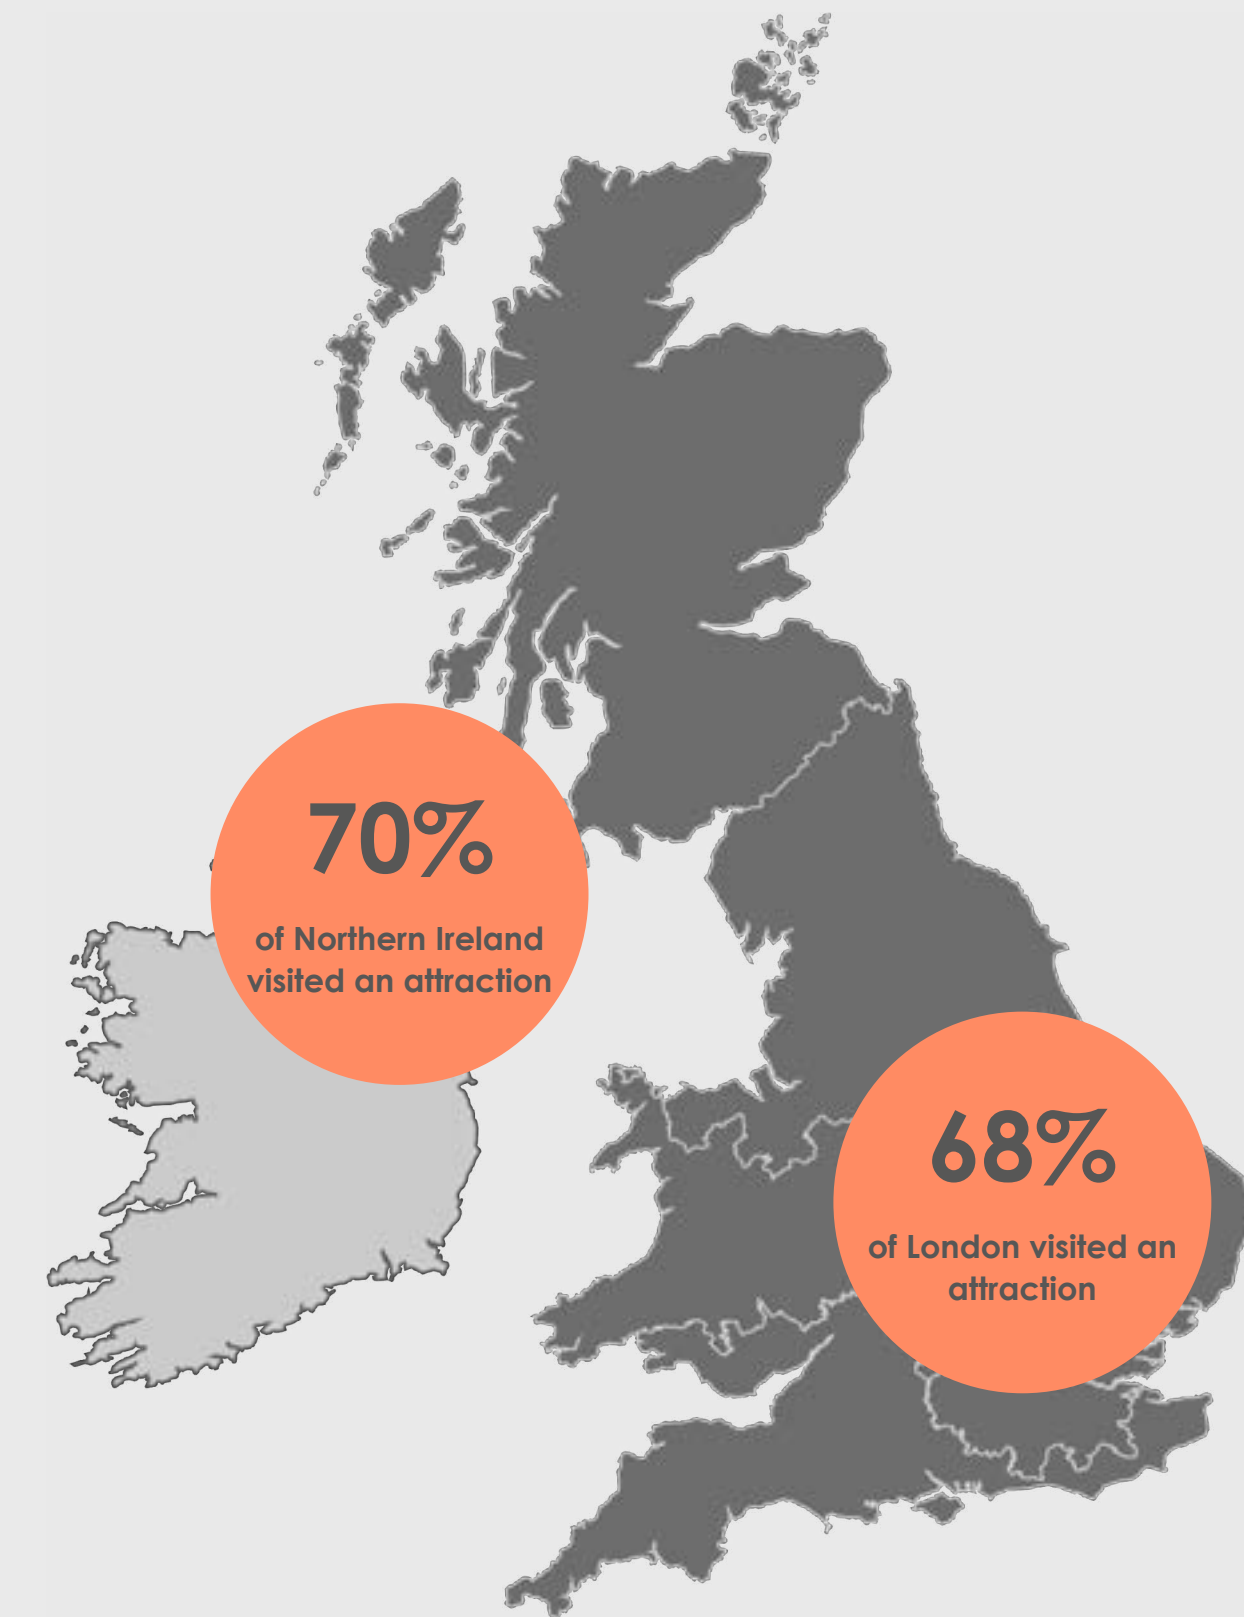 70%
of Northern Ireland
visited an attraction
68%
of London visited an
attraction